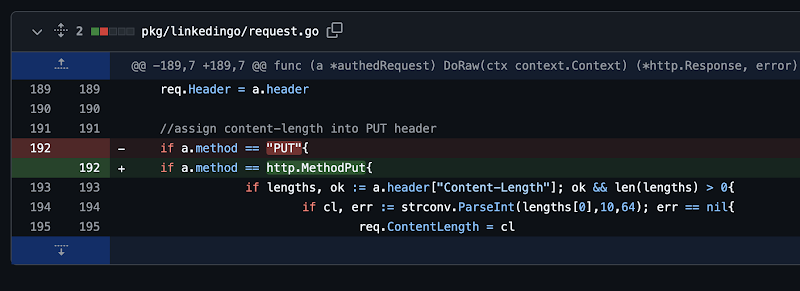 2 pkg/linkedingo/request.go
@@ -189,7 +189,7 @@ func (a *authedRequest) DoRaw(ctx context.Context) (*http.Response, error)
189 189 req.Header = a.header
190 190
191 191 //assign content-length into PUT header
192 - if a.method == "PUT"{
192 + if a.method == http.MethodPut{
193 193 if lengths, ok := a.header["Content-Length"]; ok && len(lengths) > 0{
194 194 if cl, err := strconv.ParseInt(lengths[0],10,64); err == nil{
195 195 req.ContentLength = cl